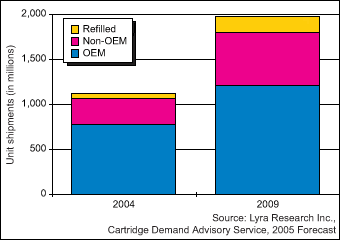 Unit shipments (in millions)
2,000
1,500
1,000
500
0
Refilled
Non-OEM
OEM
2004
2009
Source: Lyra Research Inc.,
Cartridge Demand Advisory Service, 2005 Forecast